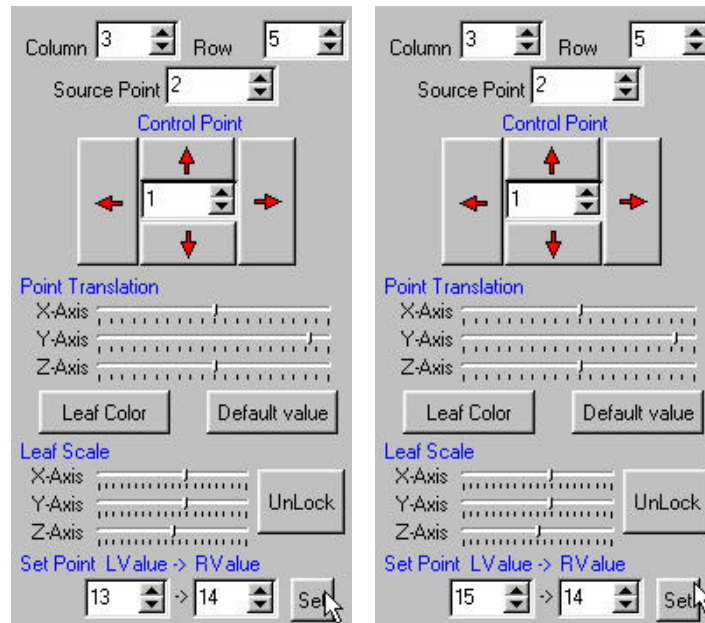 Column 3 Row 5
Source Point 2
Control Point
1
Point Translation
X-Axis
Y-Axis
Z-Axis
Leaf Color Default value
Leaf Scale
X-Axis
Y-Axis
Z-Axis
UnLock
Set Point LValue -> RValue
13 -> 14 Set
Column 3 Row 5
Source Point 2
Control Point
1
Point Translation
X-Axis
Y-Axis
Z-Axis
Leaf Color Default value
Leaf Scale
X-Axis
Y-Axis
Z-Axis
UnLock
Set Point LValue -> RValue
15 -> 14 Set